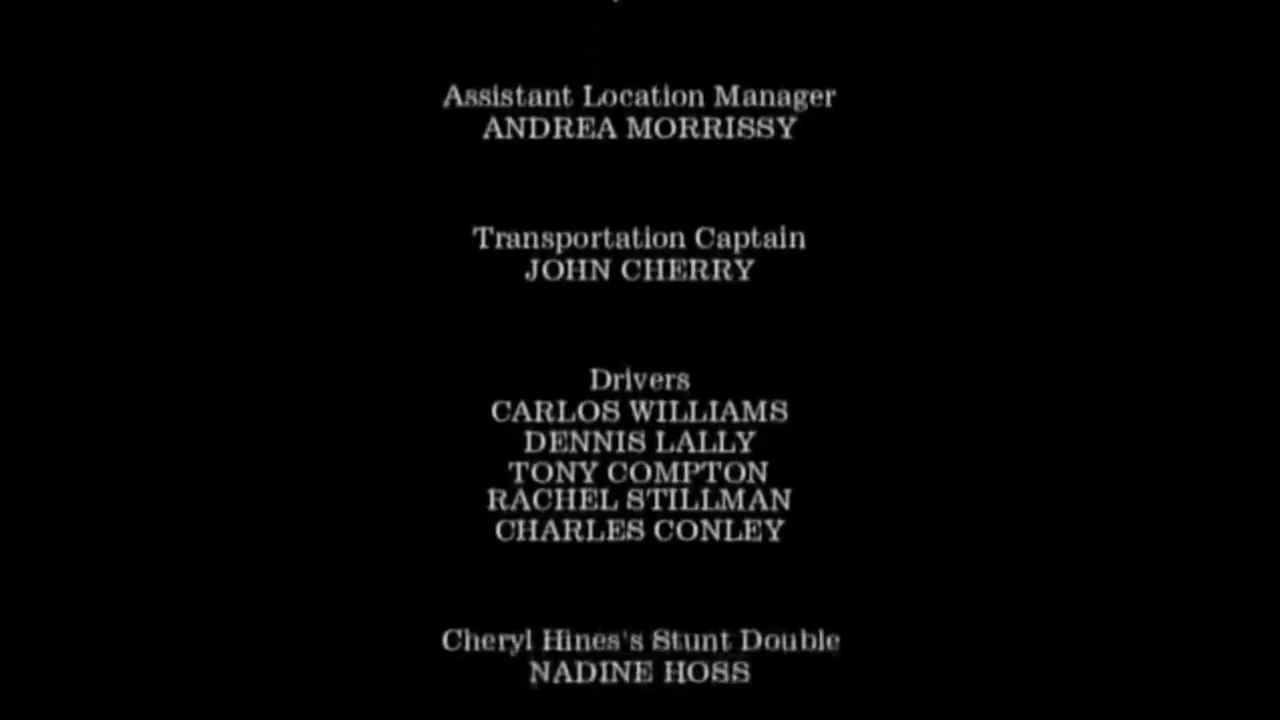 Assistant Location Manager
ANDREA MORRISSY
Transportation Captain
JOHN CHERRY
Drivers
CARLOS WILLIAMS
DENNIS LALLY
TONY COMPTON
RACHEL STILLMAN
CHARLES CONLEY
Cheryl Hines's Stunt Double
NADINE HOSS